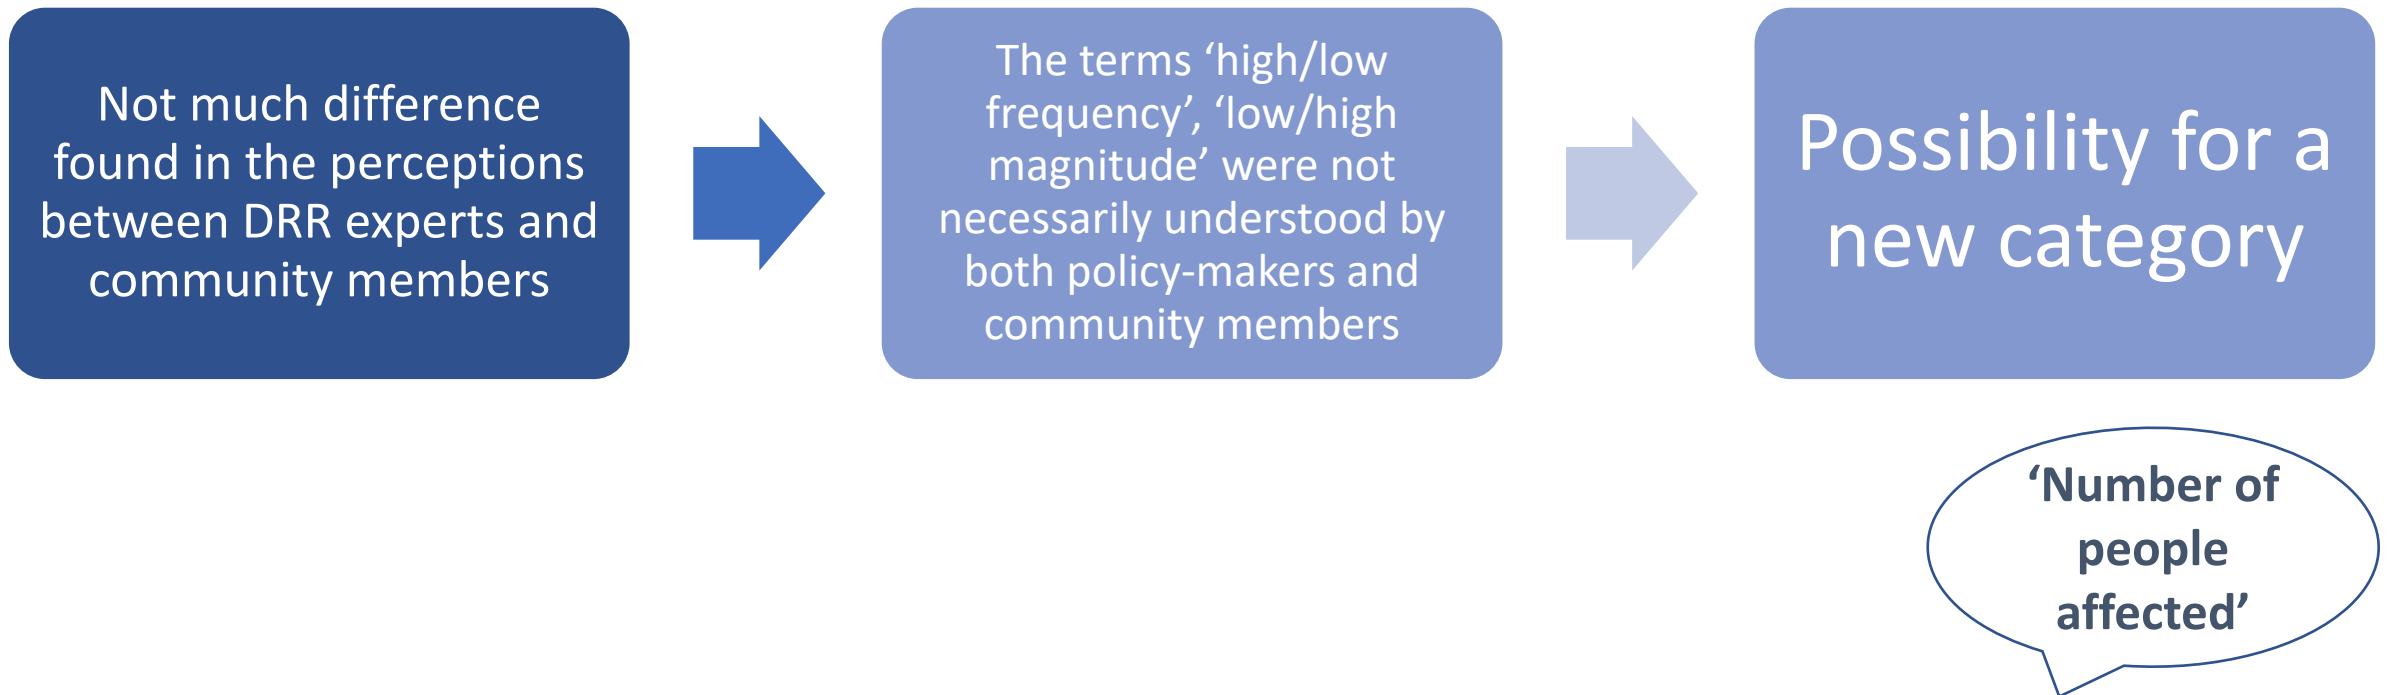 Not much difference
found in the perceptions
between DRR experts and
community members
The terms ‘high/low
frequency’, ‘low/high
magnitude’ were not
necessarily understood by
both policy-makers and
community members
Possibility for a
new category
‘Number of
people
affected’